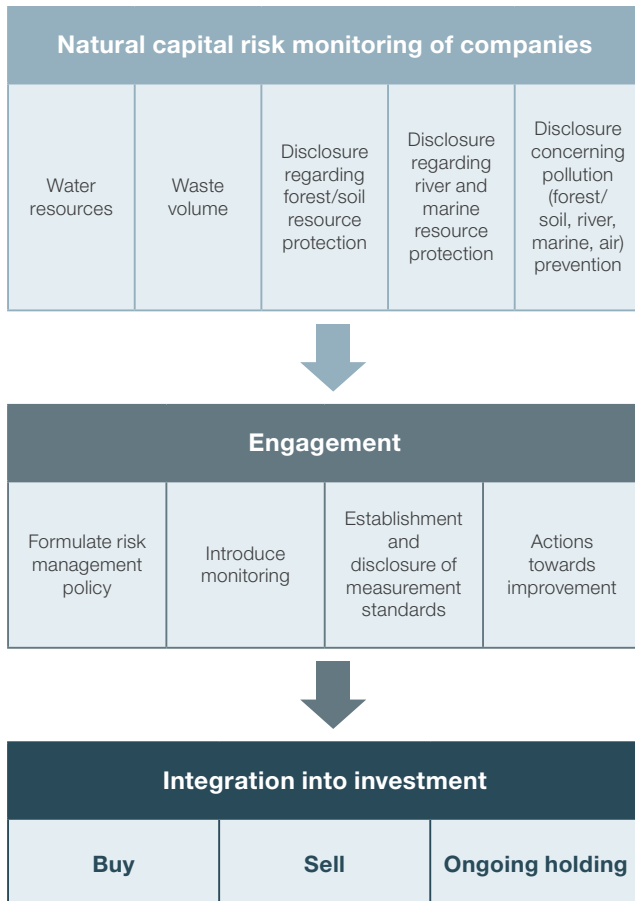 Natural capital risk monitoring of companies
Water
resources
Waste
volume
Disclosure
regarding
forest/soil
resource
protection
Disclosure
regarding
river and
marine
resource
protection
Disclosure
concerning
pollution
(forest/
soil, river,
marine, air)
prevention
Engagement
Formulate risk
management
policy
Introduce
monitoring
Establishment
and
disclosure of
measurement
standards
Actions
towards
improvement
Integration into investment
Buy
Sell
Ongoing holding